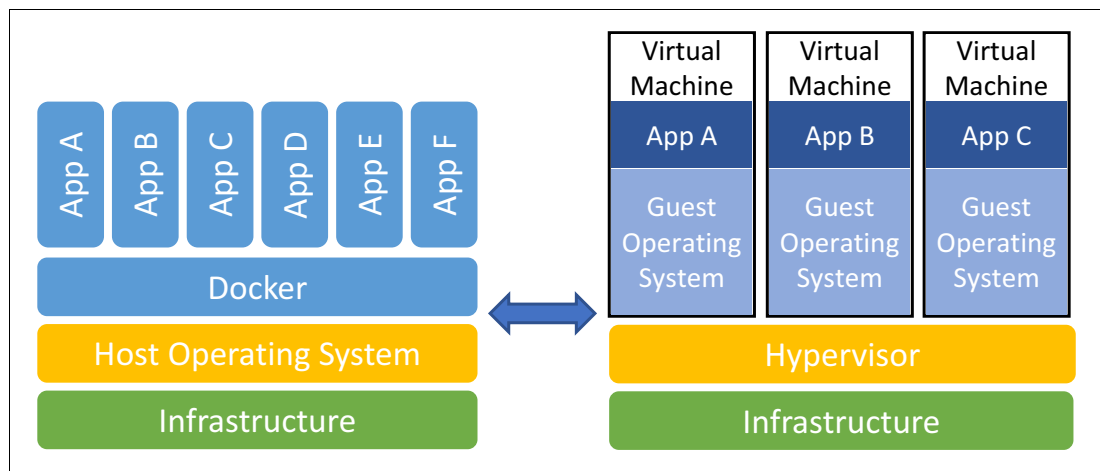 App A
App B
App C
App D
App E
App F
Docker
Host Operating System
Infrastructure
Virtual
Machine
App A
Guest
Operating
System
Virtual
Machine
App B
Guest
Operating
System
Virtual
Machine
App C
Guest
Operating
System
Hypervisor
Infrastructure